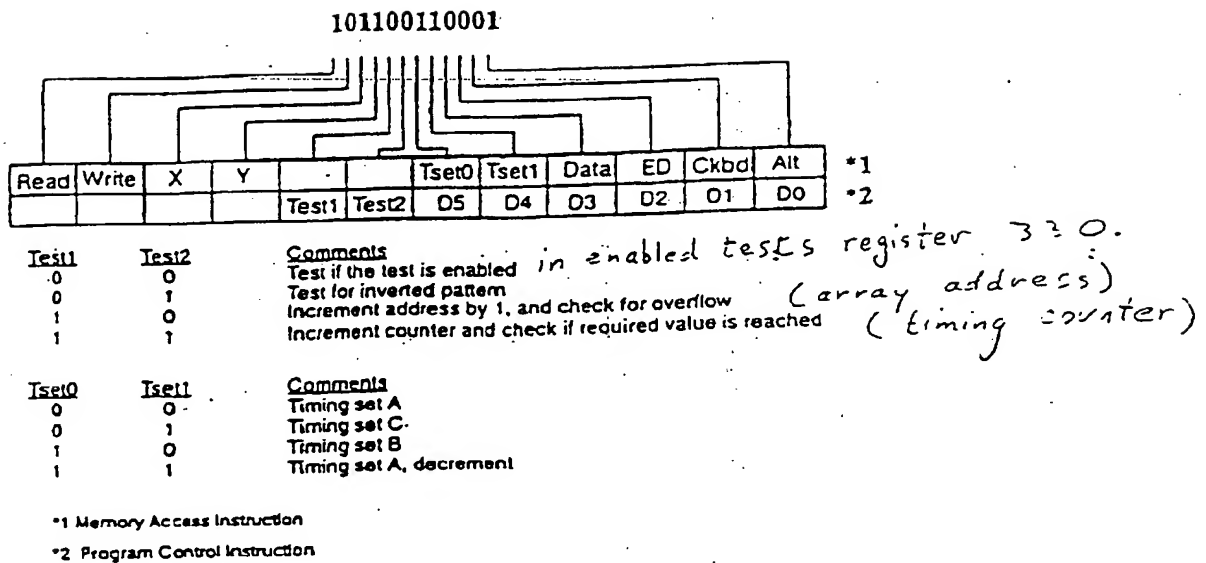 101100110001
Read Write X Y - Tset0 Tset1 Data ED Ckbd Alt *1
Test1 Test2 D5 D4 D3 D2 D1 D0 *2
Test1 Test2 Comments
0 0 Test if the test is enabled in enabled tests register 3:0.
0 1 Test for inverted pattern
1 0 Increment address by 1, and check for overflow (array address)
1 1 Increment counter and check if required value is reached (timing counter)
Tset0 Tset1 Comments
0 0 Timing set A
0 1 Timing set C
1 0 Timing set B
1 1 Timing set A, decrement
*1 Memory Access Instruction
*2 Program Control Instruction